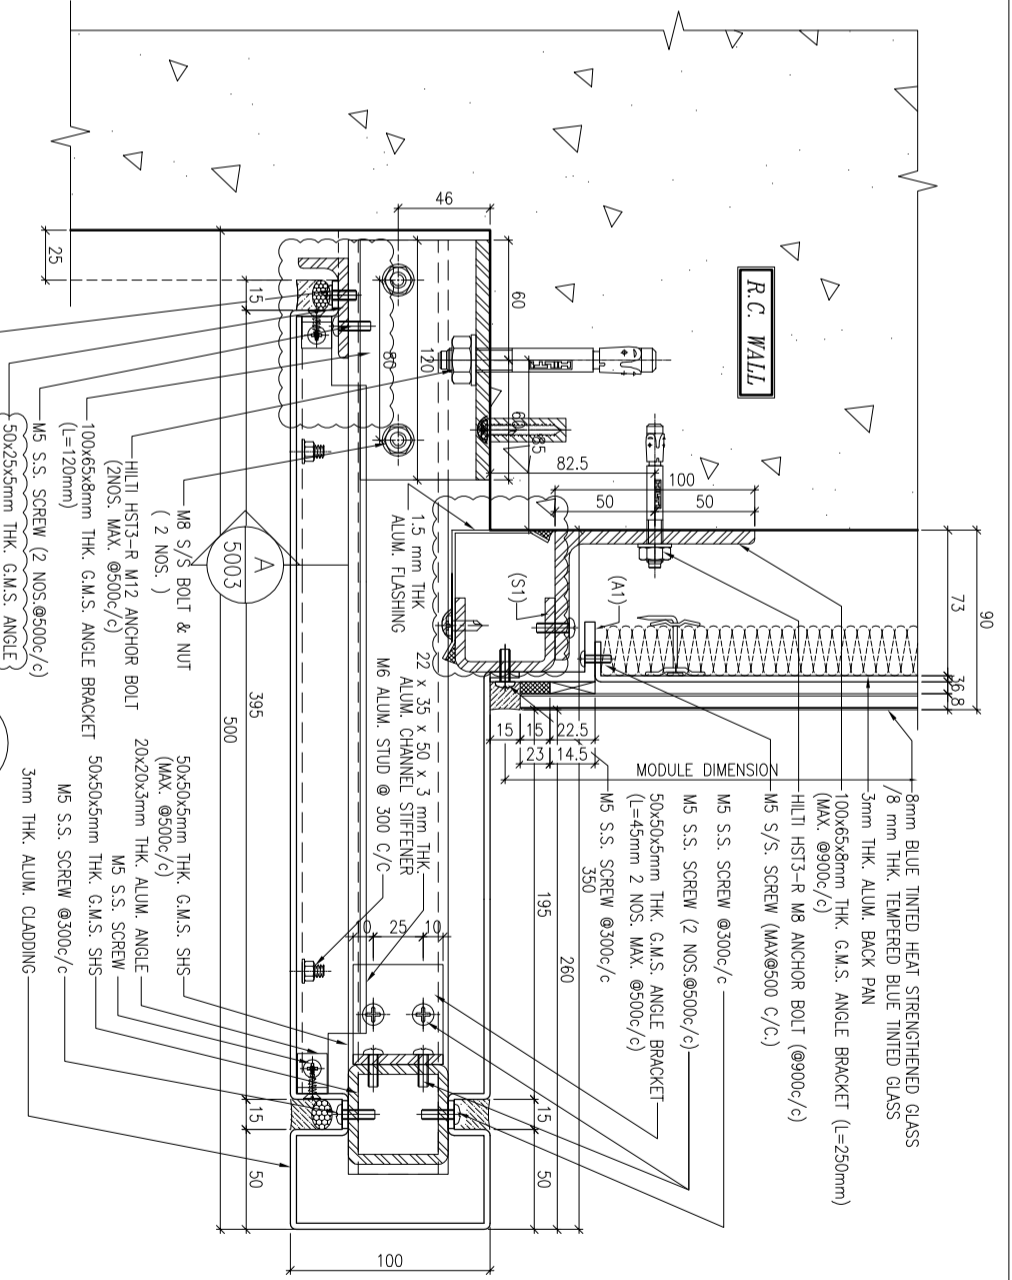 R.C. WALL
8mm BLUE TINTED HEAT STRENGTHENED GLASS
/8 mm THK. TEMPERED BLUE TINTED GLASS
3mm THK. ALUM. BACK PAN
100x65x8mm THK. G.M.S. ANGLE BRACKET (L=250mm)
(MAX. @900c/c)
HILTI HST3-R M8 ANCHOR BOLT (@900c/c)
M5 S/S. SCREW (MAX@500 C/C.)
MODULE DIMENSION
M5 S.S. SCREW @300c/c
M5 S.S. SCREW (2 NOS.@500c/c)
50x50x5mm THK. G.M.S. ANGLE BRACKET
(L=45mm 2 NOS. MAX. @500c/c)
M5 S.S. SCREW @300c/c
1.5 mm THK
ALUM. FLASHING
22 x 35 x 50 x 3 mm THK.
ALUM. CHANNEL STIFFENER
M6 ALUM. STUD @ 300 C/C
M8 S/S BOLT & NUT
( 2 NOS. )
HILTI HST3-R M12 ANCHOR BOLT
(2NOS. MAX. @500c/c)
100x65x8mm THK. G.M.S. ANGLE BRACKET
(L=120mm)
M5 S.S. SCREW (2 NOS.@500c/c)
50x25x5mm THK. G.M.S. ANGLE
50x50x5mm THK. G.M.S. SHS
(MAX. @500c/c)
20x20x3mm THK. ALUM. ANGLE
M5 S.S. SCREW
50x50x5mm THK. G.M.S. SHS
M5 S.S. SCREW @300c/c
3mm THK. ALUM. CLADDING
A
5003
(S1)
(A1)
90
73
36.8
100
50
50
82.5
46
60
120
85
80
25
15
15
15
22.5
23
14.5
350
260
195
15
50
10
25
395
500
15
50
100